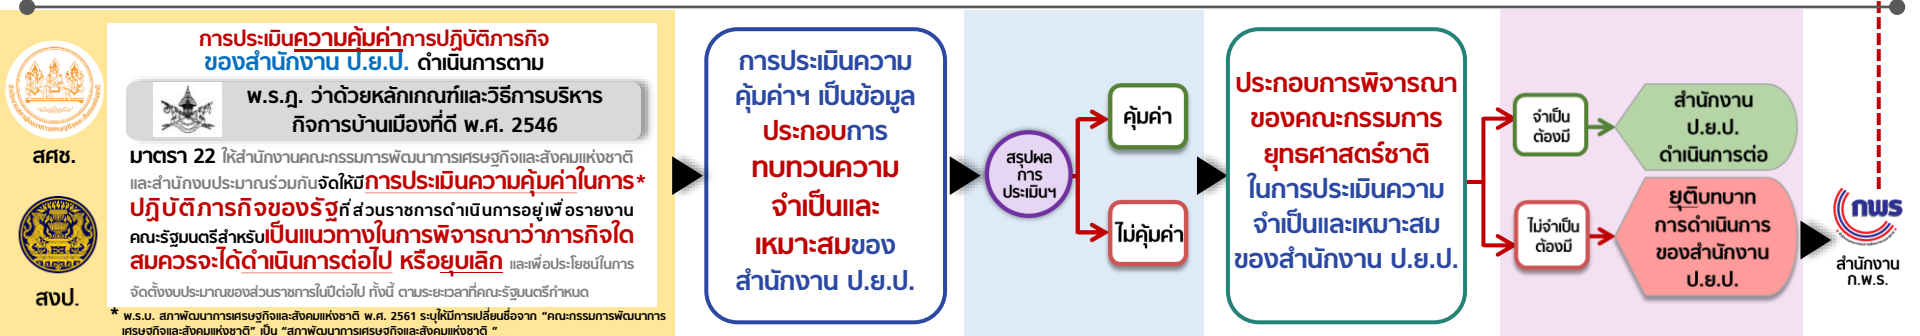 การประเมินความคุ้มค่าการปฏิบัติภารกิจ
ของสำนักงาน ป.ย.ป. ดำเนินการตาม
พ.ร.ฎ. ว่าด้วยหลักเกณฑ์และวิธีการบริหาร
กิจการบ้านเมืองที่ดี พ.ศ. 2546
สศช.
สงป.
มาตรา 22 ให้สำนักงานคณะกรรมการพัฒนาการเศรษฐกิจและสังคมแห่งชาติ
และสำนักงบประมาณร่วมกันจัดให้มีการประเมินความคุ้มค่าในการ*
ปฏิบัติภารกิจของรัฐที่ส่วนราชการดำเนินการอยู่เพื่อรายงาน
คณะรัฐมนตรีสำหรับเป็นแนวทางในการพิจารณาว่าภารกิจใด
สมควรจะได้ดำเนินการต่อไป หรือยุบเลิก และเพื่อประโยชน์ในการ
จัดตั้งงบประมาณของส่วนราชการในปีต่อไป ทั้งนี้ ตามระยะเวลาที่คณะรัฐมนตรีกำหนด
* พ.ร.บ. สภาพัฒนาการเศรษฐกิจและสังคมแห่งชาติ พ.ศ. 2561 ระบุให้มีการเปลี่ยนชื่อจาก "คณะกรรมการพัฒนาการ
เศรษฐกิจและสังคมแห่งชาติ" เป็น "สภาพัฒนาการเศรษฐกิจและสังคมแห่งชาติ "
การประเมินความ
คุ้มค่าฯ เป็นข้อมูล
ประกอบการ
ทบทวนความ
จำเป็นและ
เหมาะสมของ
สำนักงาน ป.ย.ป.
สรุปผล
การ
ประเมินฯ
คุ้มค่า
ไม่คุ้มค่า
ประกอบการพิจารณา
ของคณะกรรมการ
ยุทธศาสตร์ชาติ
ในการประเมินความ
จำเป็นและเหมาะสม
ของสำนักงาน ป.ย.ป.
จำเป็น
ต้องมี
สำนักงาน
ป.ย.ป.
ดำเนินการต่อ
ไม่จำเป็น
ต้องมี
ยุติบทบาท
การดำเนินการ
ของสำนักงาน
ป.ย.ป.
กพร
สำนักงาน
ก.พ.ร.